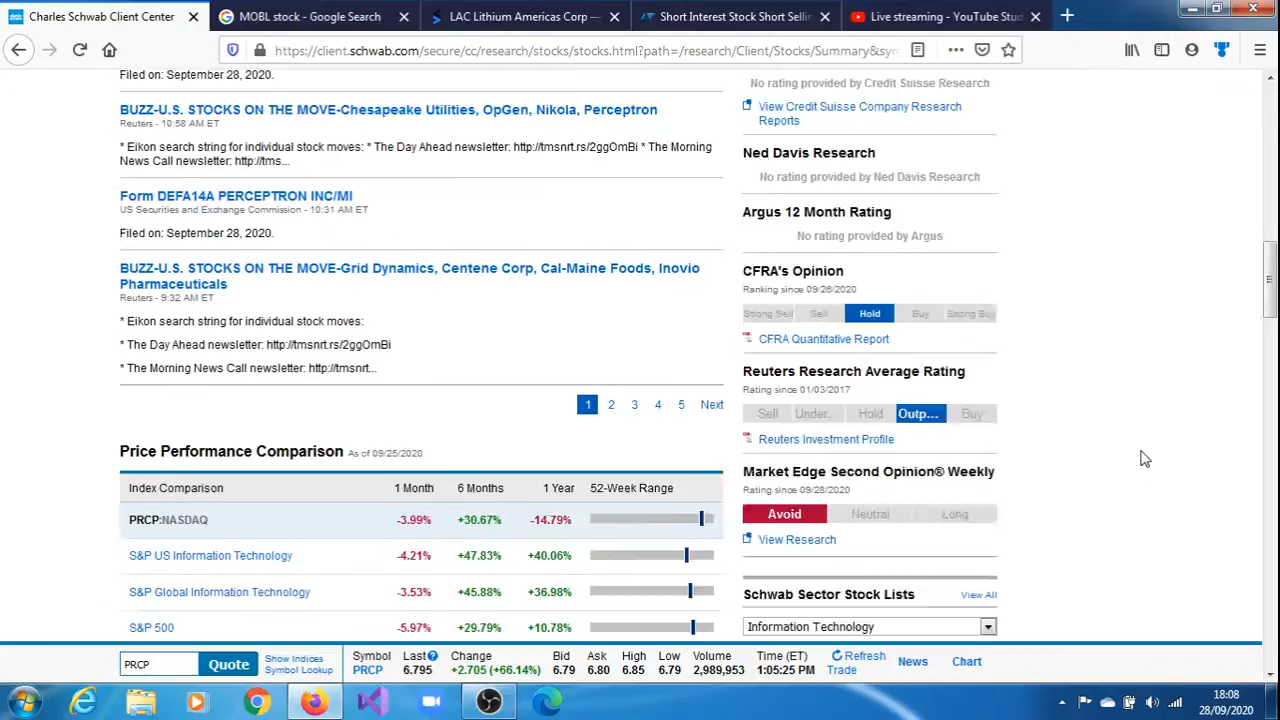 Charles Schwab Client Center
MOBL stock - Google Search
LAC Lithium Americas Corp —
Short Interest Stock Short Selli
Live streaming - YouTube Stud
https://client.schwab.com/secure/cc/research/stocks/stocks.html?path=/research/Client/Stocks/Summary&sym
Filed on: September 28, 2020.
BUZZ-U.S. STOCKS ON THE MOVE-Chesapeake Utilities, OpGen, Nikola, Perceptron
Reuters - 10:58 AM ET
* Eikon search string for individual stock moves: * The Day Ahead newsletter: http://tmsnrt.rs/2ggOmBi * The Morning
News Call newsletter: http://tms...
Form DEFA14A PERCEPTRON INC/MI
US Securities and Exchange Commission - 10:31 AM ET
Filed on: September 28, 2020.
BUZZ-U.S. STOCKS ON THE MOVE-Grid Dynamics, Centene Corp, Cal-Maine Foods, Inovio
Pharmaceuticals
Reuters - 9:32 AM ET
* Eikon search string for individual stock moves:
* The Day Ahead newsletter: http://tmsnrt.rs/2ggOmBi
* The Morning News Call newsletter: http://tmsnrt...
1 2 3 4 5 Next
Price Performance Comparison As of 09/25/2020
Index Comparison 1 Month 6 Months 1 Year 52-Week Range
PRCP:NASDAQ -3.99% +30.67% -14.79%
S&P US Information Technology -4.21% +47.83% +40.06%
S&P Global Information Technology -3.53% +45.88% +36.98%
S&P 500 -5.97% +29.79% +10.78%
No rating provided by Credit Suisse Research
View Credit Suisse Company Research
Reports
Ned Davis Research
No rating provided by Ned Davis Research
Argus 12 Month Rating
No rating provided by Argus
CFRA's Opinion
Ranking since 09/26/2020
Strong Sell Sell Hold Buy Strong Buy
CFRA Quantitative Report
Reuters Research Average Rating
Rating since 01/03/2017
Sell Under... Hold Outp... Buy
Reuters Investment Profile
Market Edge Second Opinion® Weekly
Rating since 09/28/2020
Avoid Neutral Long
View Research
Schwab Sector Stock Lists View All
Information Technology
PRCP Quote Show Indices
Symbol Lookup
Symbol Last Change Bid Ask High Low Volume Time (ET) Refresh
PRCP 6.795 +2.705 (+66.14%) 6.79 6.80 6.85 6.79 2,989,953 1:05:25 PM Trade
News Chart
18:08
28/09/2020